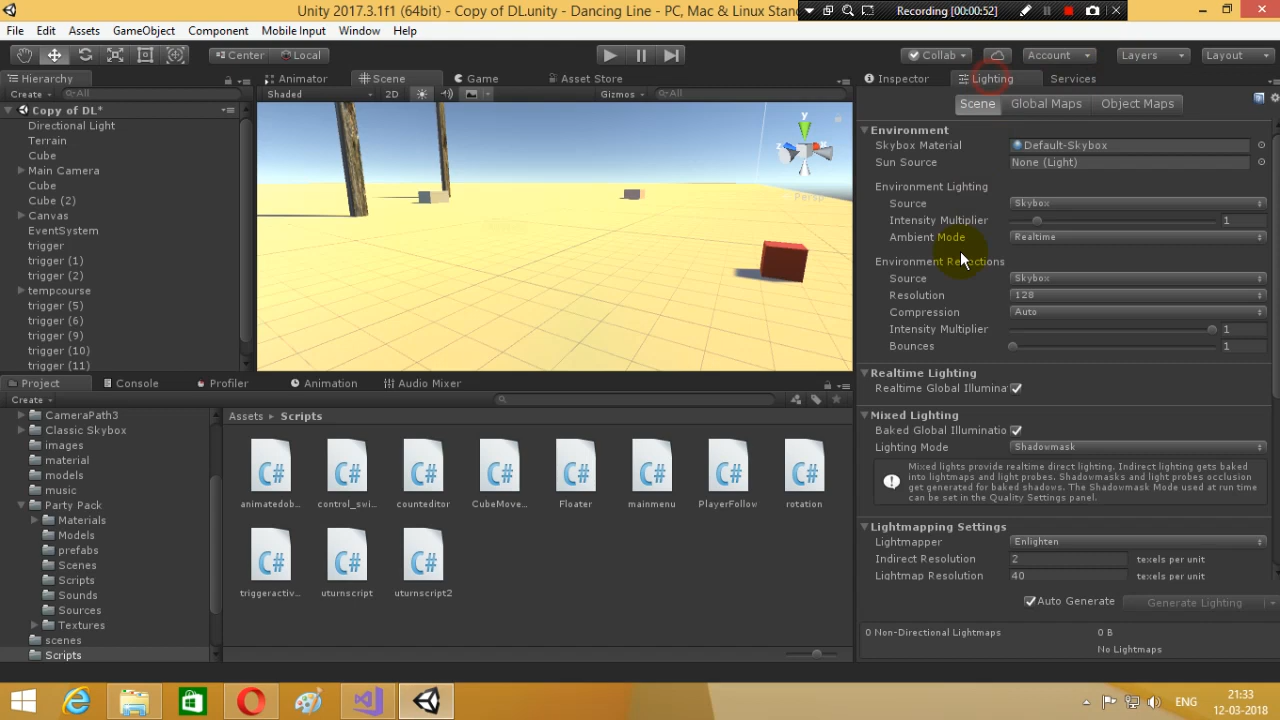 Unity 2017.3.1f1 (64bit) - Copy of DL.unity - Dancing Line - PC, Mac & Linux Stan
Recording [00:00:52]
File Edit Assets GameObject Component Mobile Input Window Help
Center Local Collab Account Layers Layout
Hierarchy
Create All
Copy of DL*
Directional Light
Terrain
Cube
Main Camera
Cube
Cube (2)
Canvas
EventSystem
trigger
trigger (1)
trigger (2)
tempcourse
trigger (5)
trigger (6)
trigger (9)
trigger (10)
trigger (11)
Animator Scene Game Asset Store
Shaded 2D Gizmos All
y
z
x
Persp
Project Console Profiler Animation Audio Mixer
Create
CameraPath3
Classic Skybox
images
material
models
music
Party Pack
Materials
Models
prefabs
Scenes
Scripts
Sounds
Sources
Textures
scenes
Scripts
Assets Scripts
animatedob... control_swi... counteditor CubeMove... Floater mainmenu PlayerFollow rotation
triggeractiv... uturnscript uturnscript2
Inspector Lighting Services
Scene Global Maps Object Maps
Environment
Skybox Material Default-Skybox
Sun Source None (Light)
Environment Lighting
Source Skybox
Intensity Multiplier 1
Ambient Mode Realtime
Environment Reflections
Source Skybox
Resolution 128
Compression Auto
Intensity Multiplier 1
Bounces 1
Realtime Lighting
Realtime Global Illumina
Mixed Lighting
Baked Global Illuminatio
Lighting Mode Shadowmask
Mixed lights provide realtime direct lighting. Indirect lighting gets baked
into lightmaps and light probes. Shadowmasks and light probes occlusion
get generated for baked shadows. The Shadowmask Mode used at run time
can be set in the Quality Settings panel.
Lightmapping Settings
Lightmapper Enlighten
Indirect Resolution 2 texels per unit
Lightmap Resolution 40 texels per unit
Auto Generate Generate Lighting
0 Non-Directional Lightmaps 0 B
No Lightmaps
ENG
21:33
12-03-2018